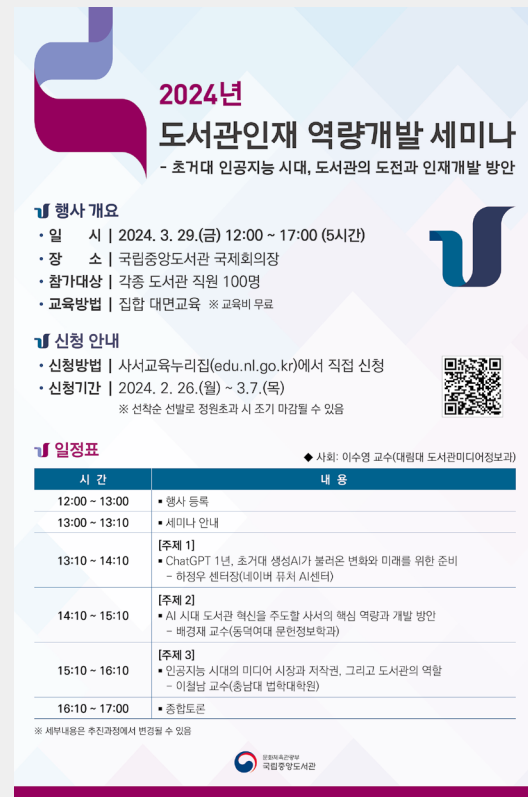 2024년
도서관인재 역량개발 세미나
- 초거대 인공지능 시대, 도서관의 도전과 인재개발 방안
행사 개요
• 일 시 | 2024. 3. 29.(금) 12:00 ~ 17:00 (5시간)
• 장 소 | 국립중앙도서관 국제회의장
• 참가대상 | 각종 도서관 직원 100명
• 교육방법 | 집합 대면교육 ※ 교육비 무료
신청 안내
• 신청방법 | 사서교육누리집(edu.nl.go.kr)에서 직접 신청
• 신청기간 | 2024. 2. 26.(월) ~ 3.7.(목)
※ 선착순 선발로 정원초과 시 조기 마감될 수 있음
일정표
◆ 사회: 이수영 교수(대림대 도서관미디어정보과)
시 간 내 용
12:00 ~ 13:00 ▪ 행사 등록
13:00 ~ 13:10 ▪ 세미나 안내
[주제 1]
13:10 ~ 14:10 ▪ ChatGPT 1년, 초거대 생성AI가 불러온 변화와 미래를 위한 준비
– 하정우 센터장(네이버 퓨처 AI센터)
[주제 2]
14:10 ~ 15:10 ▪ AI 시대 도서관 혁신을 주도할 사서의 핵심 역량과 개발 방안
– 배경재 교수(동덕여대 문헌정보학과)
[주제 3]
15:10 ~ 16:10 ▪ 인공지능 시대의 미디어 시장과 저작권, 그리고 도서관의 역할
– 이철남 교수(충남대 법학대학원)
16:10 ~ 17:00 ▪ 종합토론
※ 세부내용은 추진과정에서 변경될 수 있음
문화체육관광부
국립중앙도서관